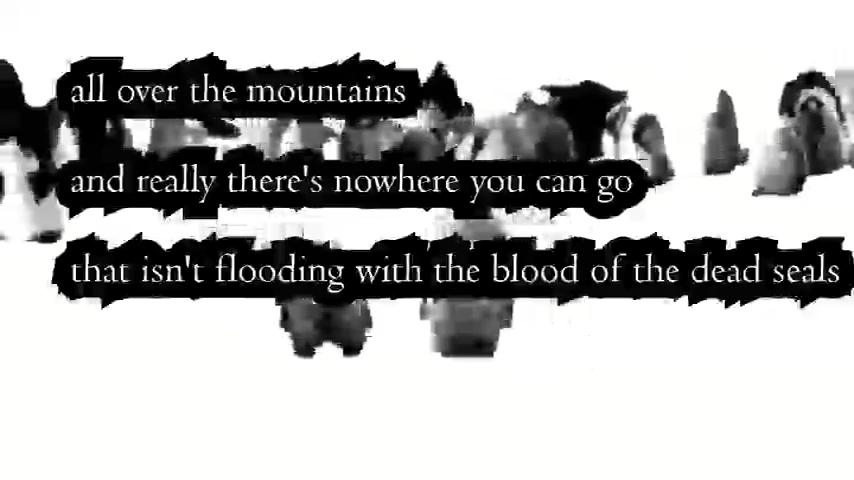 all over the mountains
and really there's nowhere you can go
that isn't flooding with the blood of the dead seals